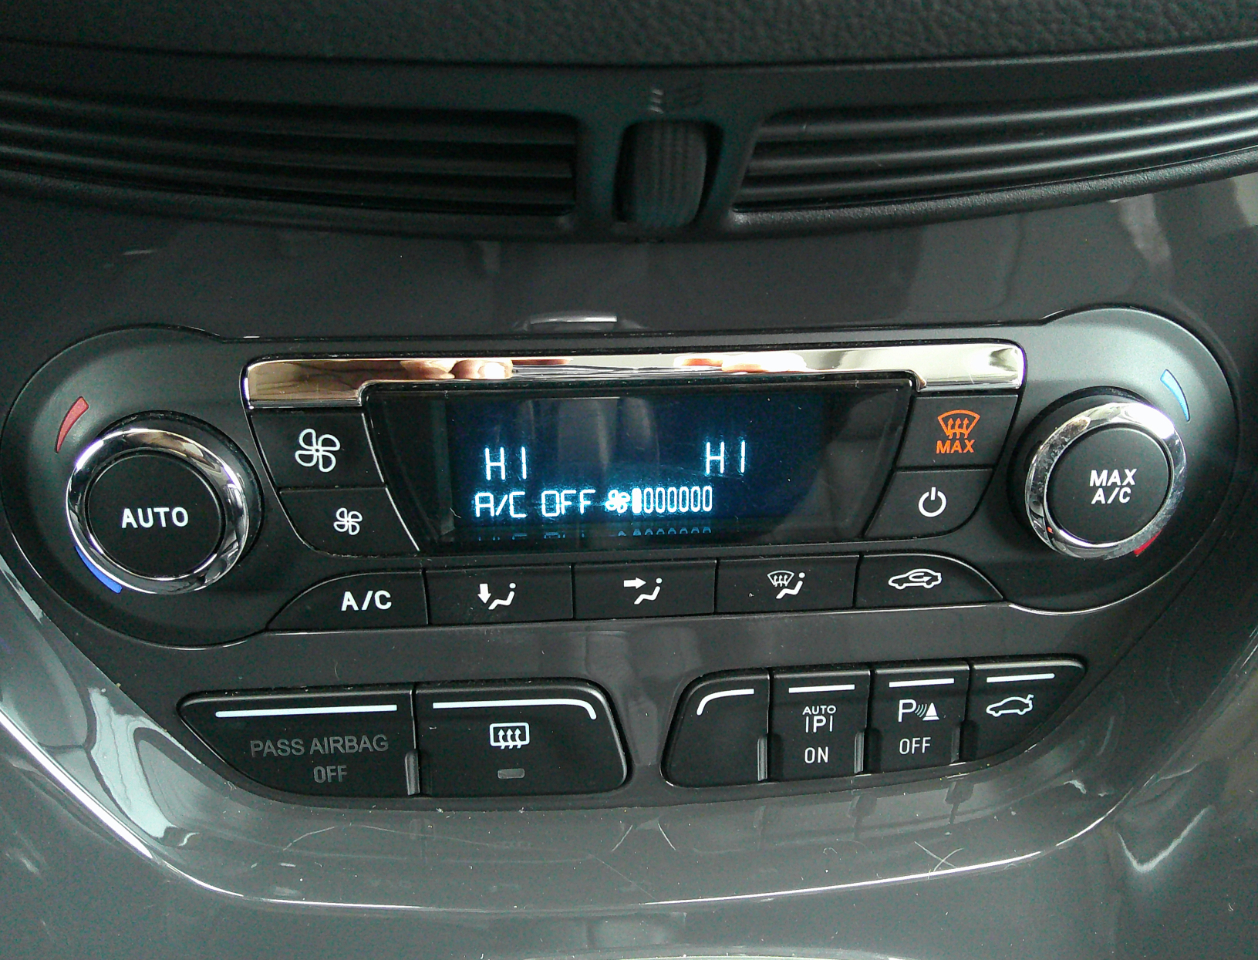 HI HI
A/C OFF
MAX
AUTO
MAX
A/C
A/C
PASS AIRBAG
OFF
AUTO
P
ON
P
OFF